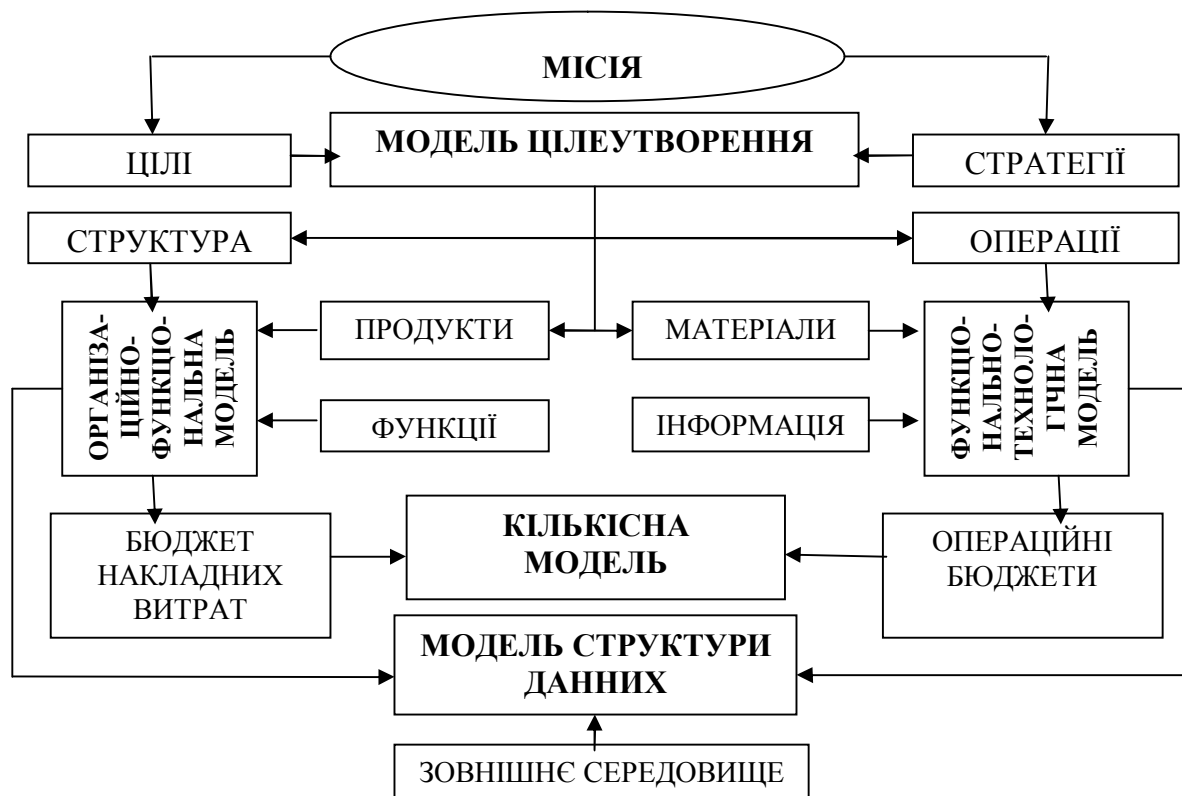 МІСІЯ
ЦІЛІ
МОДЕЛЬ ЦІЛЕУТВОРЕННЯ
СТРАТЕГІЇ
СТРУКТУРА
ОПЕРАЦІЇ
ОРГАНІЗА-
ЦІЙНО-
ФУНКЦІО-
НАЛЬНА
МОДЕЛЬ
ПРОДУКТИ
МАТЕРІАЛИ
ФУНКЦІЇ
ІНФОРМАЦІЯ
ФУНКЦІО-
НАЛЬНО-
ТЕХНОЛО-
ГІЧНА
МОДЕЛЬ
БЮДЖЕТ
НАКЛАДНИХ
ВИТРАТ
КІЛЬКІСНА
МОДЕЛЬ
ОПЕРАЦІЙНІ
БЮДЖЕТИ
МОДЕЛЬ СТРУКТУРИ
ДАННИХ
ЗОВНІШНЄ СЕРЕДОВИЩЕ